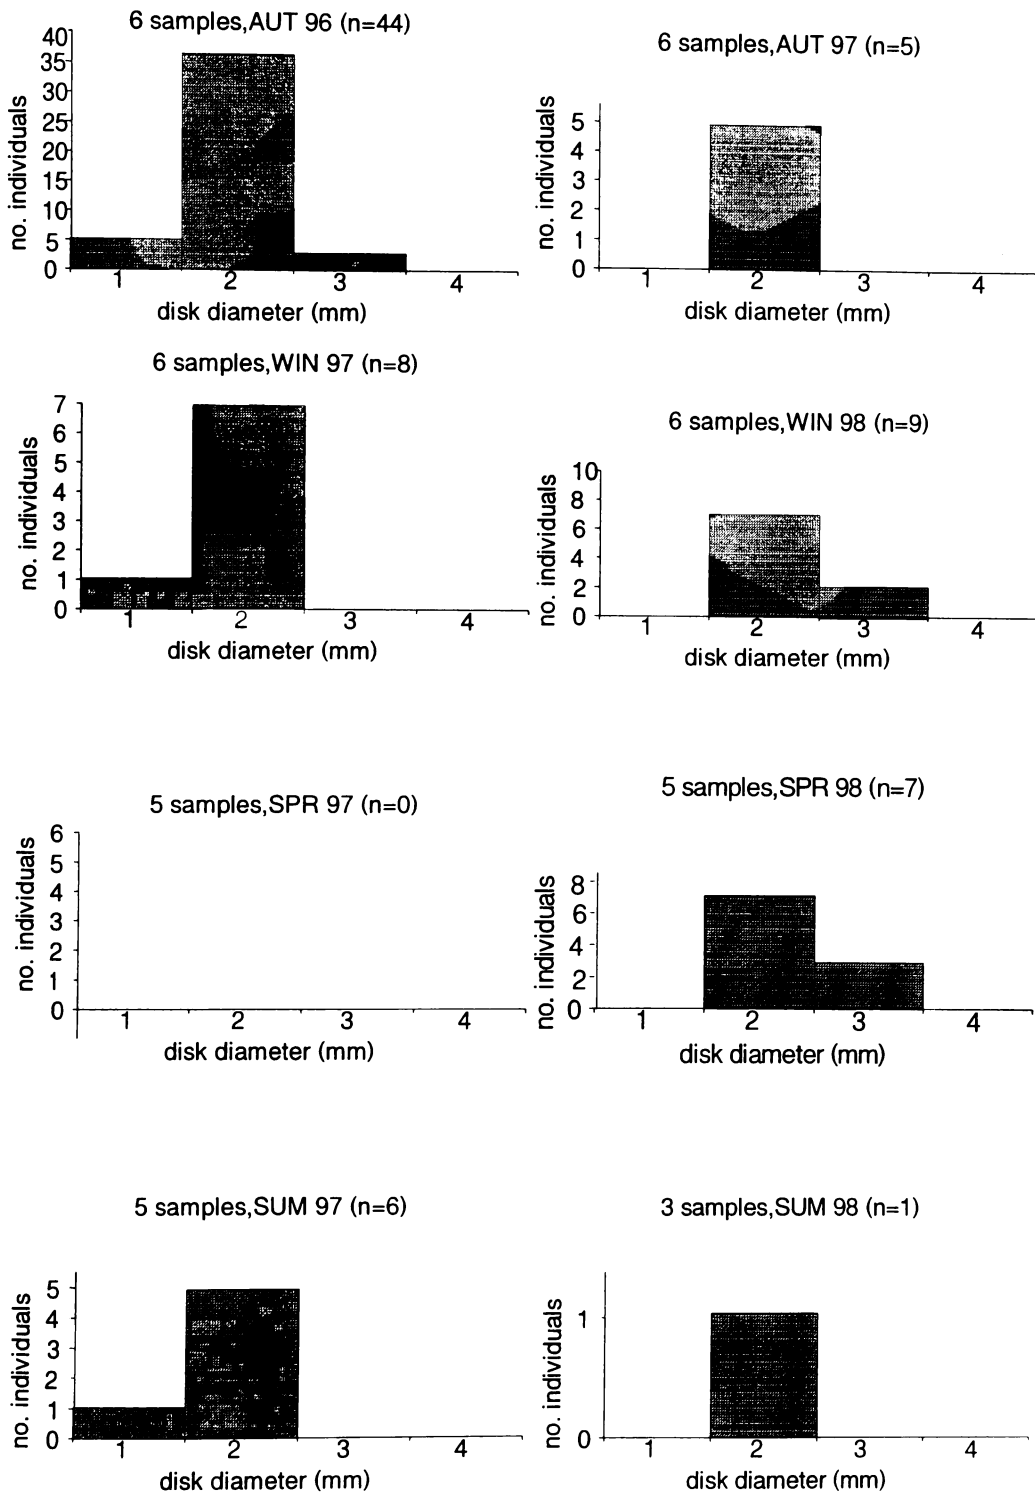 6 samples,AUT 96 (n=44)
no. individuals
40
35
30
25
20
15
10
5
0
1 2 3 4
disk diameter (mm)
6 samples,AUT 97 (n=5)
no. individuals
5
4
3
2
1
0
1 2 3 4
disk diameter (mm)
6 samples,WIN 97 (n=8)
no. individuals
7
6
5
4
3
2
1
0
1 2 3 4
disk diameter (mm)
6 samples,WIN 98 (n=9)
no. individuals
10
8
6
4
2
0
1 2 3 4
disk diameter (mm)
5 samples,SPR 97 (n=0)
no. individuals
6
5
4
3
2
1
0
1 2 3 4
disk diameter (mm)
5 samples,SPR 98 (n=7)
no. individuals
8
6
4
2
0
1 2 3 4
disk diameter (mm)
5 samples,SUM 97 (n=6)
no. individuals
5
4
3
2
1
0
1 2 3 4
disk diameter (mm)
3 samples,SUM 98 (n=1)
no. individuals
1
0
1 2 3 4
disk diameter (mm)